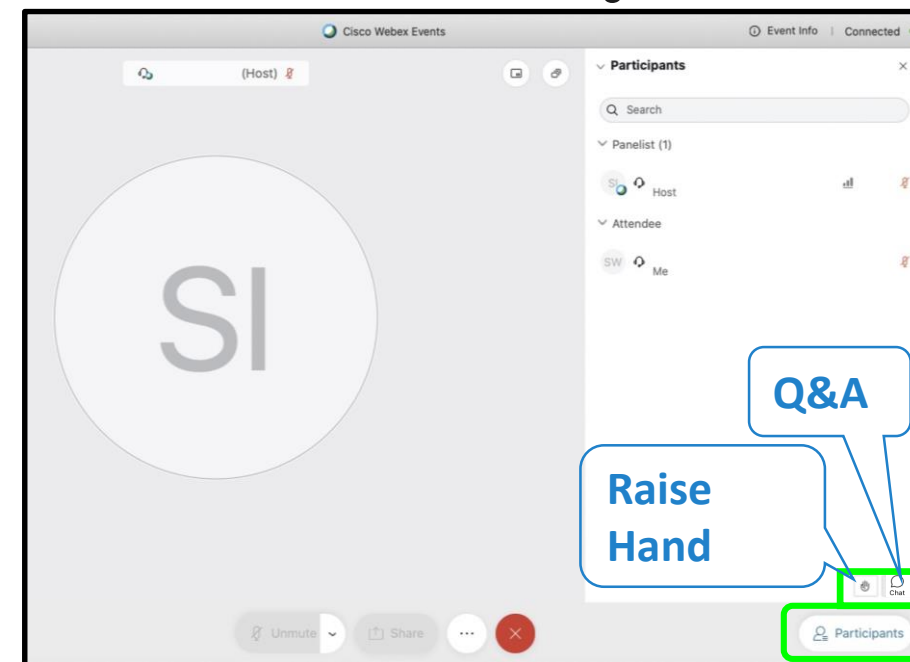 Cisco Webex Events
Event Info | Connected
(Host)
Participants
Search
Panelist (1)
SI
Host
Attendee
SW
Me
SI
Q&A
Raise
Hand
Chat
Unmute
Share
Participants